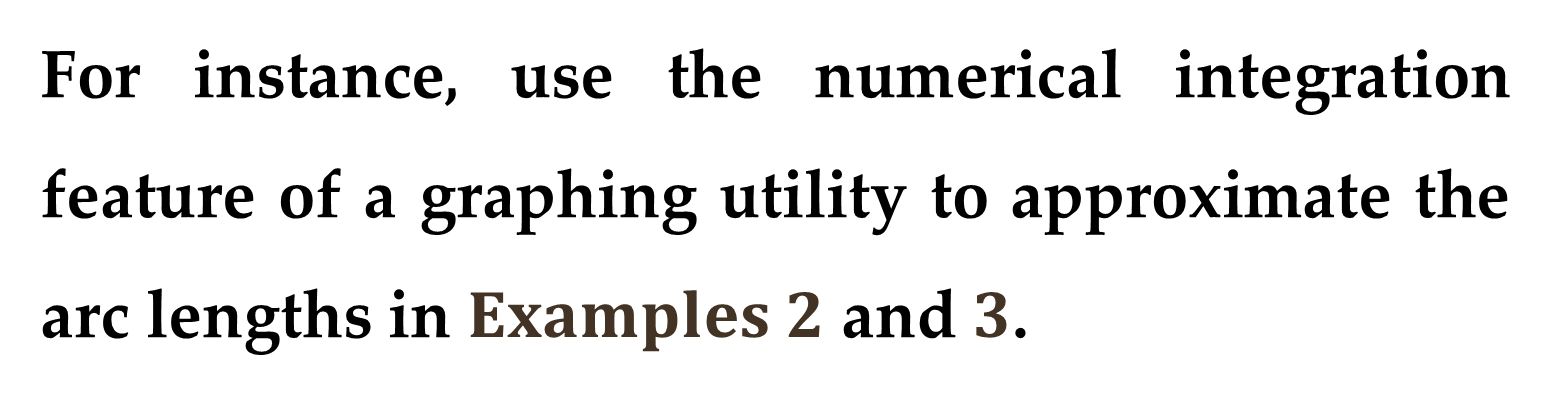 For instance, use the numerical integration
feature of a graphing utility to approximate the
arc lengths in Examples 2 and 3.